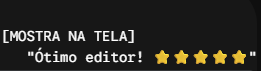 [MOSTRA NA TELA]
"Ótimo editor! ⭐⭐⭐⭐⭐"